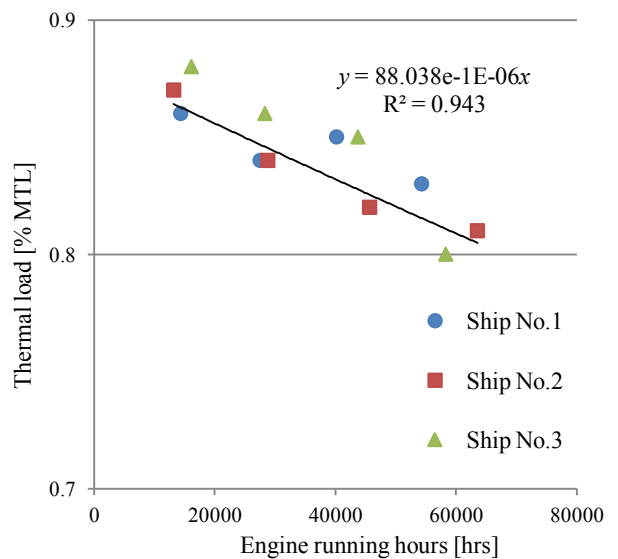 0.9
y = 88.038e-1E-06x
R² = 0.943
Thermal load [% MTL]
0.8
Ship No.1
Ship No.2
Ship No.3
0.7
0 20000 40000 60000 80000
Engine running hours [hrs]